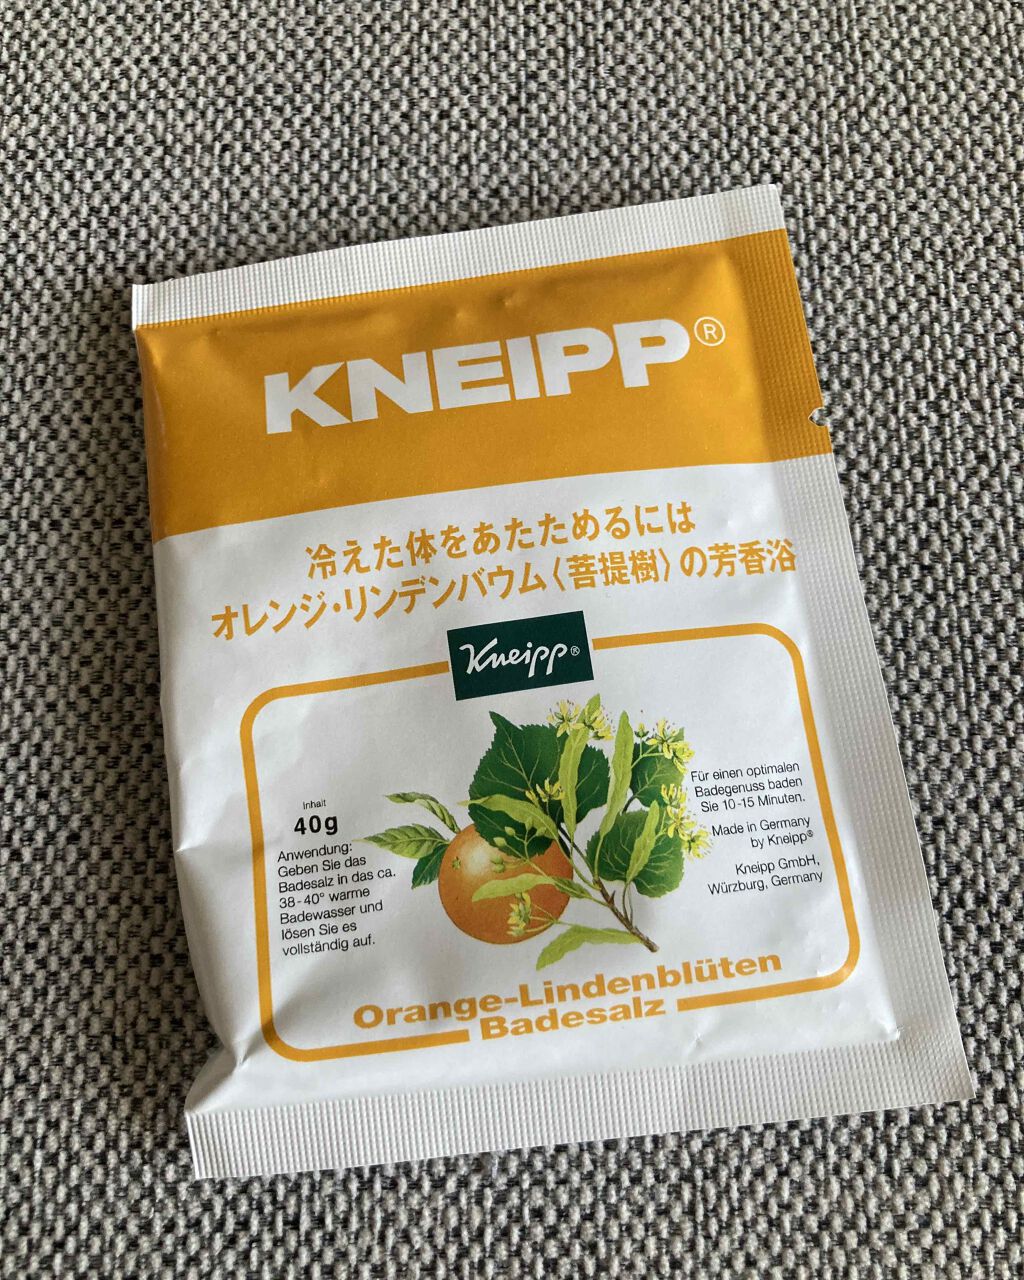 KNEIPP®
冷えた体をあたためるには
オレンジ・リンデンバウム〈菩提樹〉の芳香浴
Kneipp®
Inhalt
40g
Anwendung:
Geben Sie das
Badesalz in das ca.
38-40° warme
Badewasser und
lösen Sie es
vollständig auf.
Für einen optimalen
Badegenuss baden
Sie 10-15 Minuten.
Made in Germany
by Kneipp®
Kneipp GmbH,
Würzburg, Germany
Orange-Lindenblüten
Badesalz